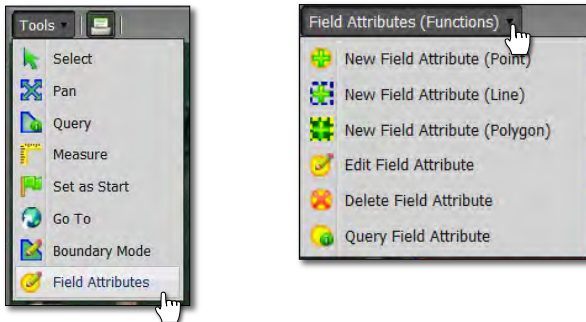 Tools
Select
Pan
Query
Measure
Set as Start
Go To
Boundary Mode
Field Attributes
Field Attributes (Functions)
New Field Attribute (Point)
New Field Attribute (Line)
New Field Attribute (Polygon)
Edit Field Attribute
Delete Field Attribute
Query Field Attribute